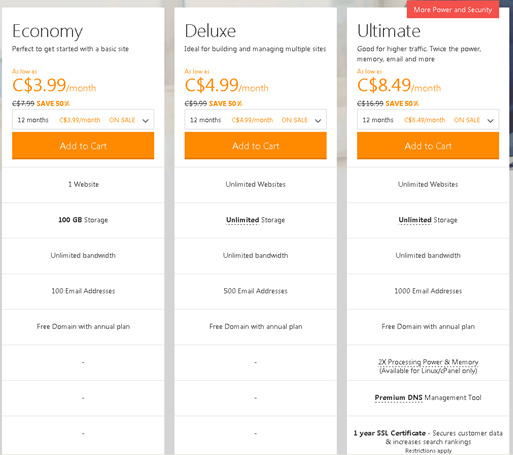 More Power and Security
Economy
Perfect to get started with a basic site
As low as
C$3.99/month
C$7.99 SAVE 50%
12 months C$3.99/month ON SALE
Add to Cart
1 Website
100 GB Storage
Unlimited bandwidth
100 Email Addresses
Free Domain with annual plan
-
-
-
Deluxe
Ideal for building and managing multiple sites
As low as
C$4.99/month
C$9.99 SAVE 50%
12 months C$4.99/month ON SALE
Add to Cart
Unlimited Websites
Unlimited Storage
Unlimited bandwidth
500 Email Addresses
Free Domain with annual plan
-
-
-
Ultimate
Good for higher traffic. Twice the power,
memory, email and more
As low as
C$8.49/month
C$16.99 SAVE 50%
12 months C$8.49/month ON SALE
Add to Cart
Unlimited Websites
Unlimited Storage
Unlimited bandwidth
1000 Email Addresses
Free Domain with annual plan
2X Processing Power & Memory
(Available for Linux/cPanel only)
Premium DNS Management Tool
1 year SSL Certificate - Secures customer data
& increases search rankings
Restrictions apply